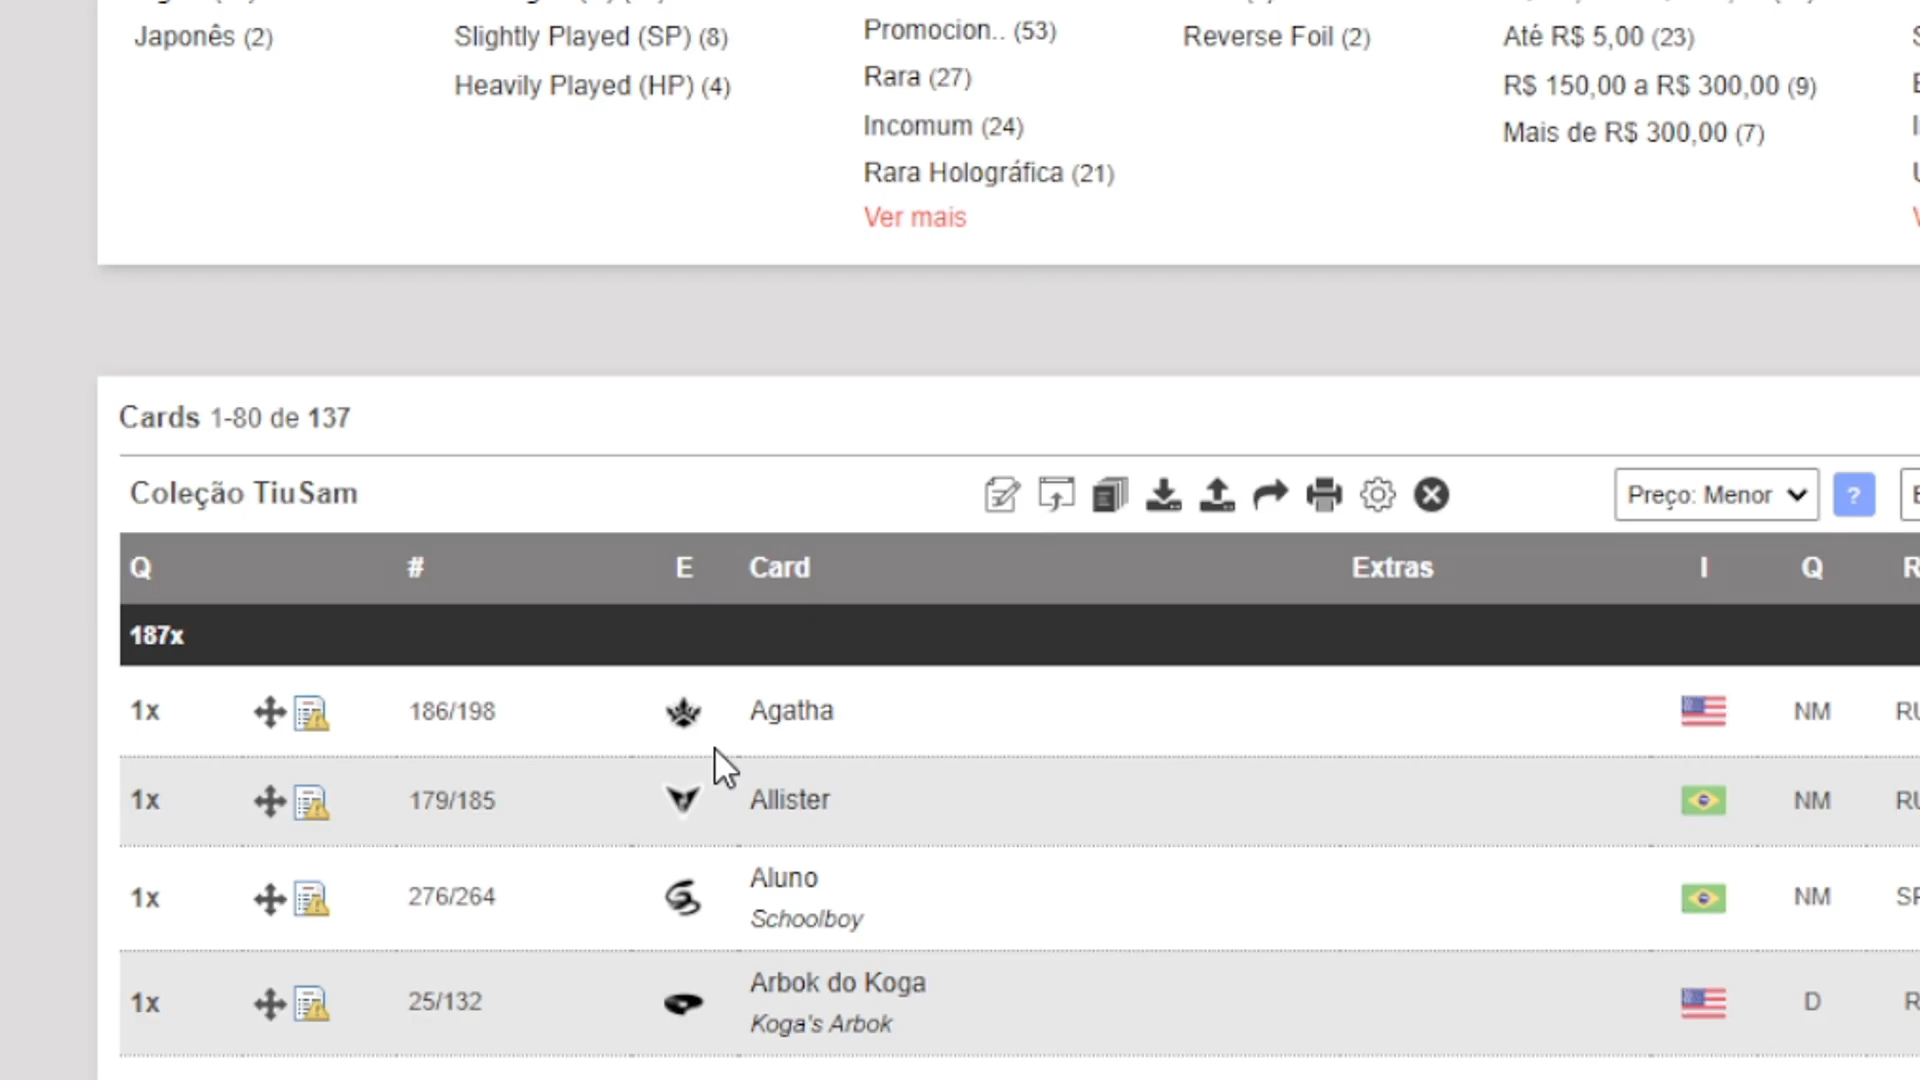 Japonês (2)
Slightly Played (SP) (8)
Heavily Played (HP) (4)
Promocion.. (53)
Rara (27)
Incomum (24)
Rara Holográfica (21)
Ver mais
Reverse Foil (2)
Até R$ 5,00 (23)
R$ 150,00 a R$ 300,00 (9)
Mais de R$ 300,00 (7)
Cards 1-80 de 137
Coleção TiuSam
Preço: Menor
?
Q # E Card Extras I Q R
187x
1x 186/198 Agatha NM
1x 179/185 Allister NM
1x 276/264 Aluno NM
Schoolboy
1x 25/132 Arbok do Koga D
Koga's Arbok